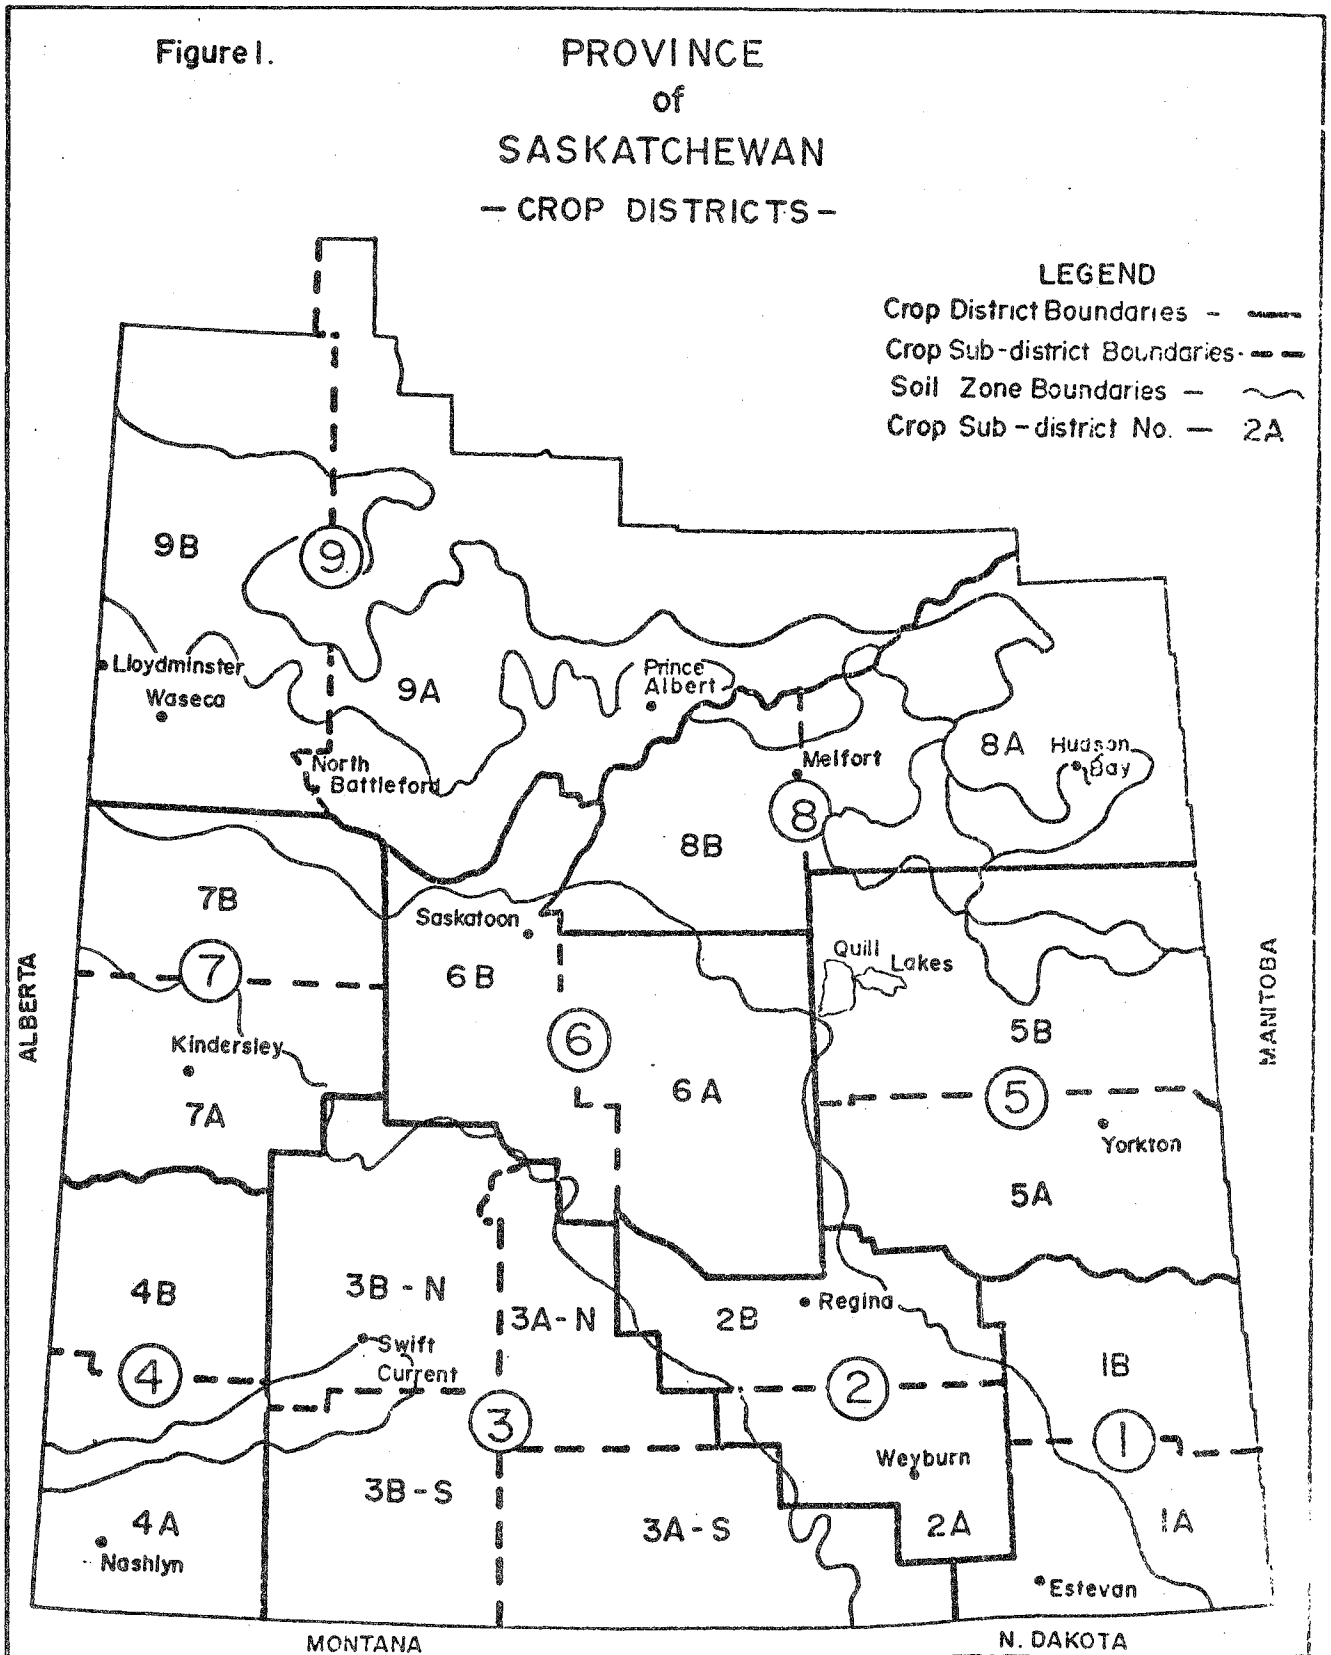 Figure 1.
PROVINCE
of
SASKATCHEWAN
- CROP DISTRICTS -
LEGEND
Crop District Boundaries -
Crop Sub-district Boundaries-
Soil Zone Boundaries -
Crop Sub-district No. - 2A
9B
9
Lloydminster
Waseca
9A
Prince
Albert
North
Battleford
Melfort
8A
Hudson
Bay
8
8B
7B
Saskatoon
7
6B
Quill
Lakes
ALBERTA
MANITOBA
6
5B
Kindersley
7A
6A
5
Yorkton
5A
4B
3B-N
3A-N
2B
Regina
Swift
Current
4
2
1B
3
1
Weyburn
3B-S
4A
3A-S
2A
1A
Nashlyn
Estevan
MONTANA
N. DAKOTA